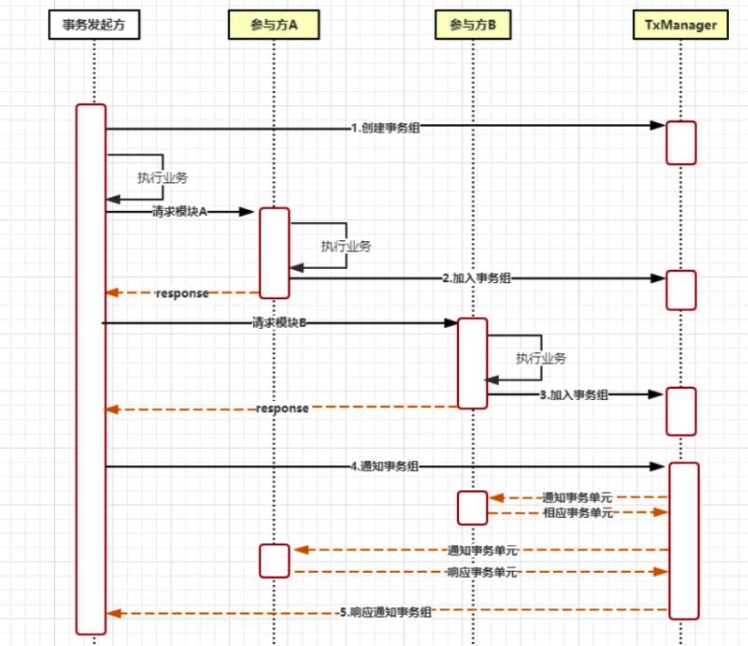 事务发起方
参与方A
参与方B
TxManager
1.创建事务组
执行业务
请求模块A
执行业务
2.加入事务组
response
请求模块B
执行业务
3.加入事务组
response
4.通知事务组
通知事务单元
相应事务单元
通知事务单元
响应事务单元
5.响应通知事务组